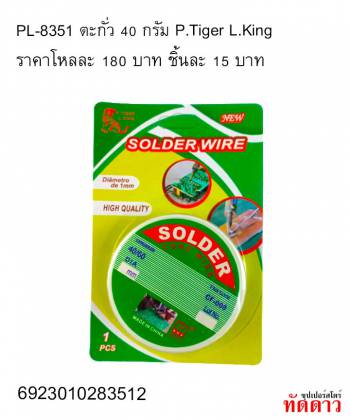 PL-8351 ตะกั่ว 40 กรัม P.Tiger L.King
ราคาโหลละ 180 บาท ชิ้นละ 15 บาท
NEW
SOLDER WIRE
Diâmetro
de 1mm
HIGH QUALITY
SOLDER
40/60
DIA
mm
CF-009
MADE IN CHINA
1
PCS
6923010283512
ซุปเปอร์สโตร์
ทัดดาว